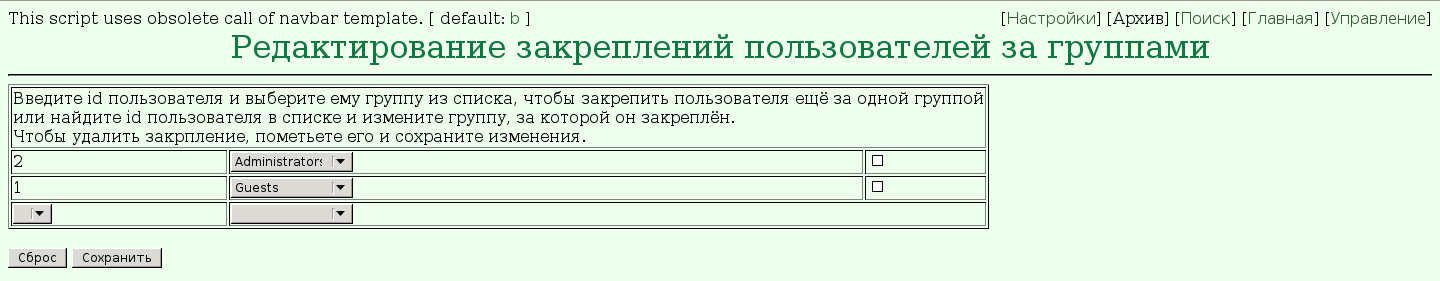 This script uses obsolete call of navbar template. [ default: b ] [Настройки] [Архив] [Поиск] [Главная] [Управление]
Редактирование закреплений пользователей за группами
Введите id пользователя и выберите ему группу из списка, чтобы закрепить пользователя ещё за одной группой
или найдите id пользователя в списке и измените группу, за которой он закреплён.
Чтобы удалить закрпление, пометьете его и сохраните изменения.
2 Administrators
1 Guests
Сброс Сохранить